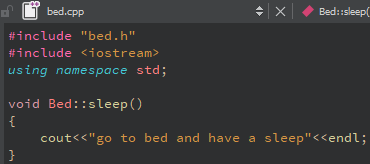 bed.cpp Bed::sleep(
#include "bed.h"
#include <iostream>
using namespace std;
void Bed::sleep()
{
    cout<<"go to bed and have a sleep"<<endl;
}